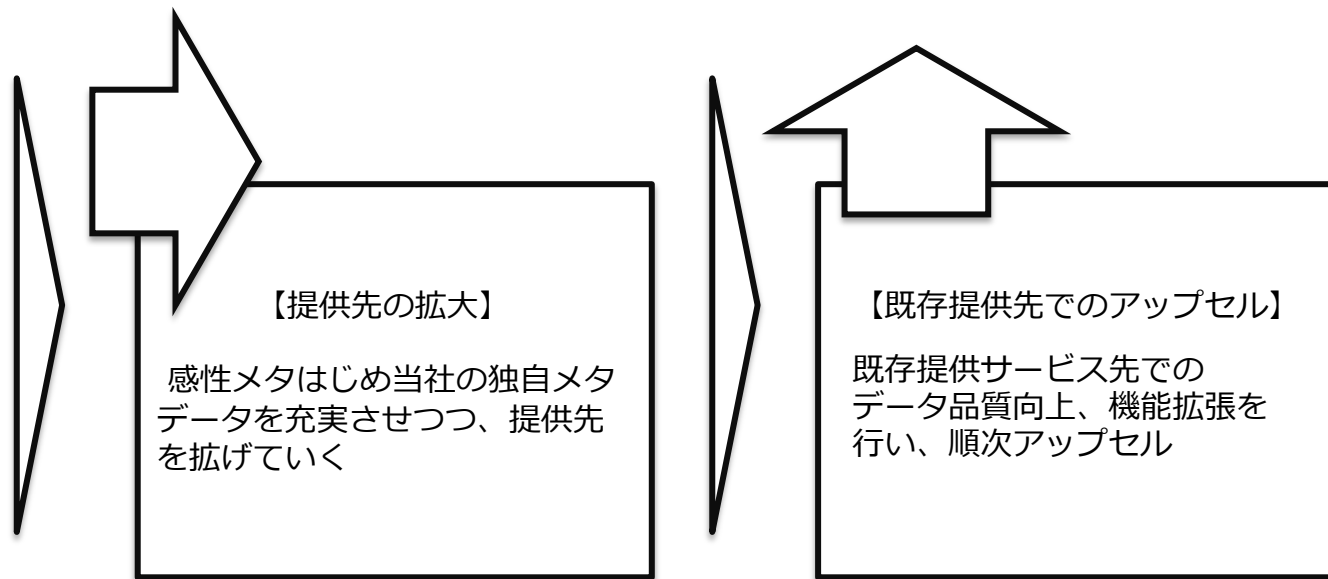 【提供先の拡大】
感性メタはじめ当社の独自メタ
データを充実させつつ、提供先
を拡げていく
【既存提供先でのアップセル】
既存提供サービス先での
データ品質向上、機能拡張を
行い、順次アップセル